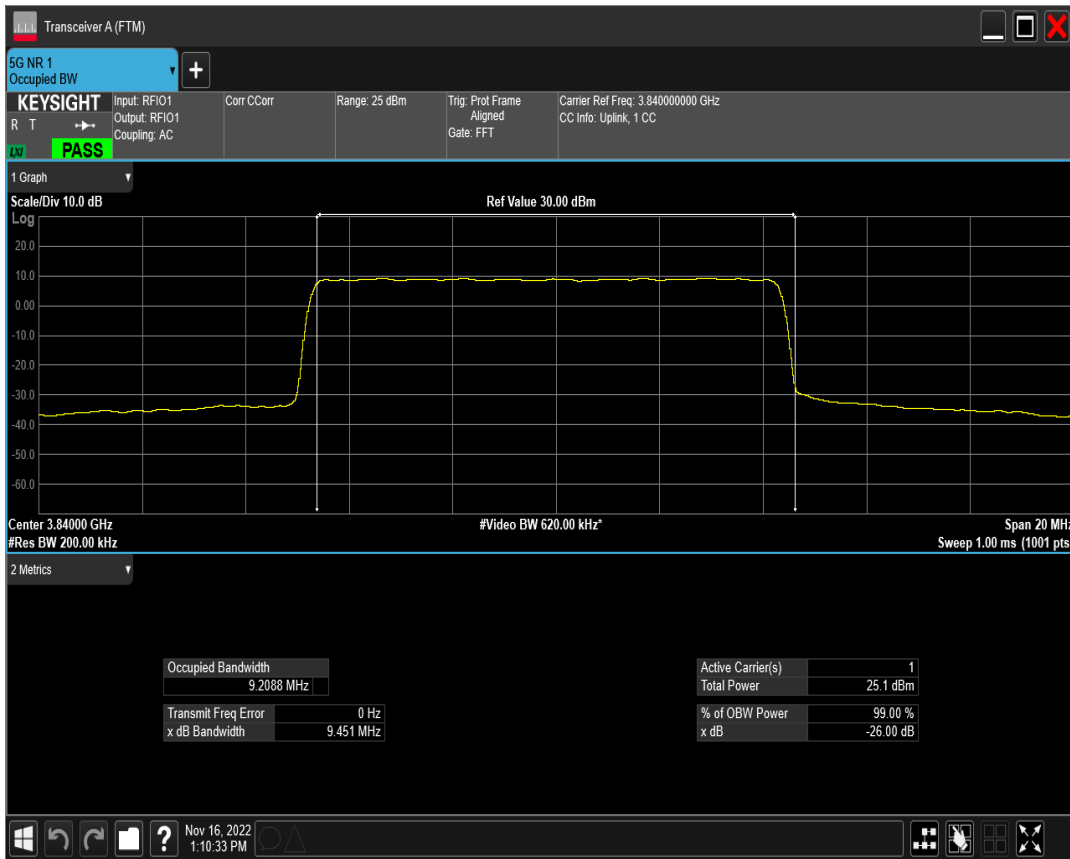 Transceiver A (FTM)
5G NR 1
Occupied BW
+
KEYSIGHT
R T
LXI
PASS
Input: RFIO1
Output: RFIO1
Coupling: AC
Corr CCorr
Range: 25 dBm
Trig: Prot Frame
Aligned
Gate: FFT
Carrier Ref Freq: 3.840000000 GHz
CC Info: Uplink, 1 CC
1 Graph
Scale/Div 10.0 dB
Ref Value 30.00 dBm
Log
20.0
10.0
0.00
-10.0
-20.0
-30.0
-40.0
-50.0
-60.0
Center 3.84000 GHz
#Video BW 620.00 kHz*
Span 20 MHz
#Res BW 200.00 kHz
Sweep 1.00 ms (1001 pts
2 Metrics
Occupied Bandwidth
9.2088 MHz
Transmit Freq Error 0 Hz
x dB Bandwidth 9.451 MHz
Active Carrier(s) 1
Total Power 25.1 dBm
% of OBW Power 99.00 %
x dB -26.00 dB
?
Nov 16, 2022
1:10:33 PM